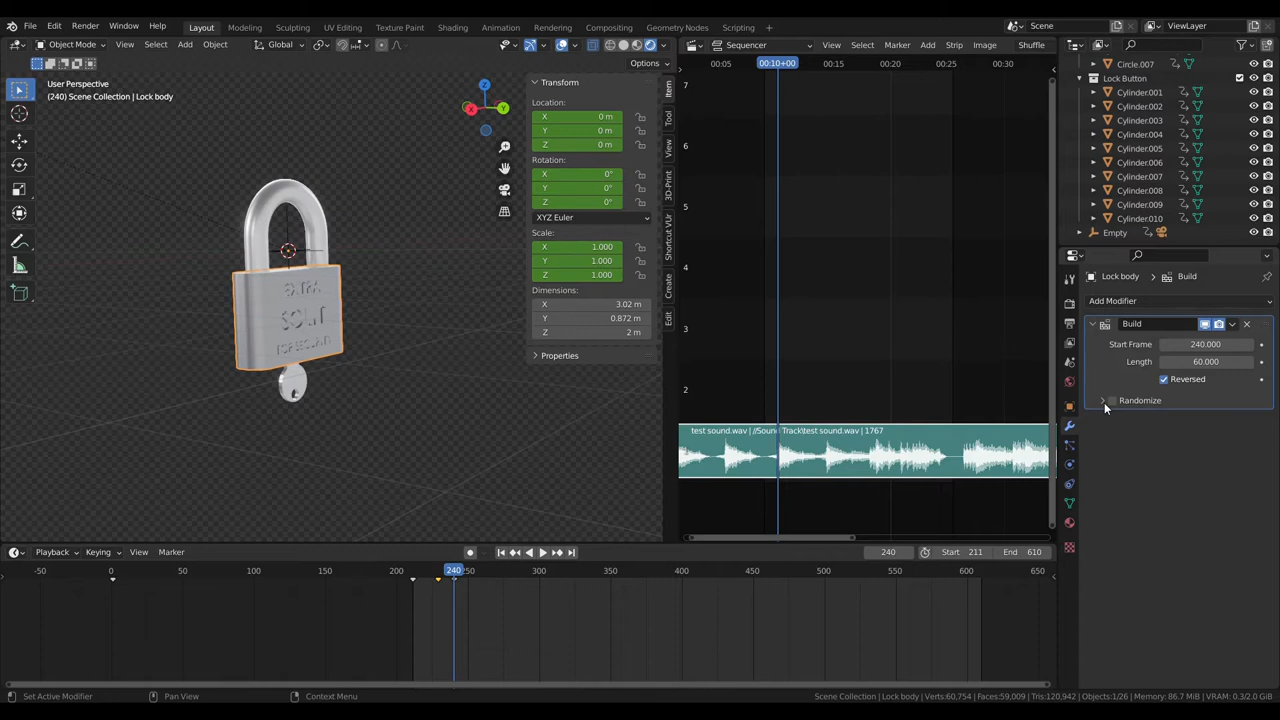 File Edit Render Window Help
Layout Modeling Sculpting UV Editing Texture Paint Shading Animation Rendering Compositing Geometry Nodes Scripting +
Scene
ViewLayer
Object Mode View Select Add Object
Global
Options
User Perspective
(240) Scene Collection | Lock body
X
Y
Z
Transform
Location:
X 0 m
Y 0 m
Z 0 m
Rotation:
X 0°
Y 0°
Z 0°
XYZ Euler
Scale:
X 1.000
Y 1.000
Z 1.000
Dimensions:
X 3.02 m
Y 0.872 m
Z 2 m
Properties
Item
Tool
View
3D-Print
Shortcut VUr
Create
Edit
EXTRA
Sequencer View Select Marker Add Strip Image Shuffle
00:05 00:10+00 00:15 00:20 00:25 00:30
7
6
5
4
3
2
test sound.wav | //Sound Track\test sound.wav | 1767
Circle.007
Lock Button
Cylinder.001
Cylinder.002
Cylinder.003
Cylinder.004
Cylinder.005
Cylinder.006
Cylinder.007
Cylinder.008
Cylinder.009
Cylinder.010
Empty
Lock body > Build
Add Modifier
Build
Start Frame 240.000
Length 60.000
Reversed
Randomize
Playback Keying View Marker
240 Start 211 End 610
-50 0 50 100 150 200 240 250 300 350 400 450 500 550 600 650
Set Active Modifier Pan View Context Menu
Scene Collection | Lock body | Verts:60,754 | Faces:59,009 | Tris:120,942 | Objects:1/26 | Memory: 86.7 MiB | VRAM: 0.3/2.0 GiB